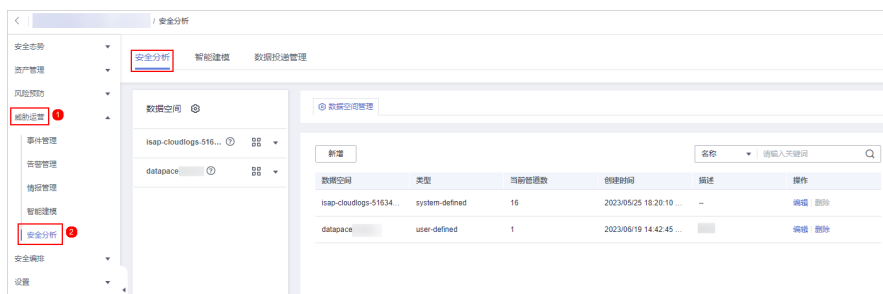 / 安全分析
安全态势
资产管理
风险预防
威胁运营 1
事件管理
告警管理
情报管理
智能建模
安全分析 2
安全编排
设置
安全分析 智能建模 数据投递管理
数据空间
isap-cloudlogs-516...
datapace
数据空间管理
新增
名称 请输入关键词
数据空间 类型 当前管道数 创建时间 描述 操作
isap-cloudlogs-51634... system-defined 16 2023/05/25 18:20:10 ... -- 编辑 删除
datapace user-defined 1 2023/06/19 14:42:45 ... 编辑 删除